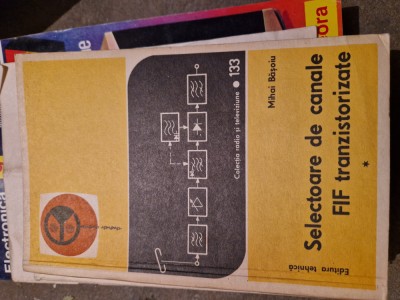 Mihai Bășoiu
Selectoare de canale
FIF tranzistorizate
*
Editura tehnică
Colecția radio și televiziune ● 133
Electronica